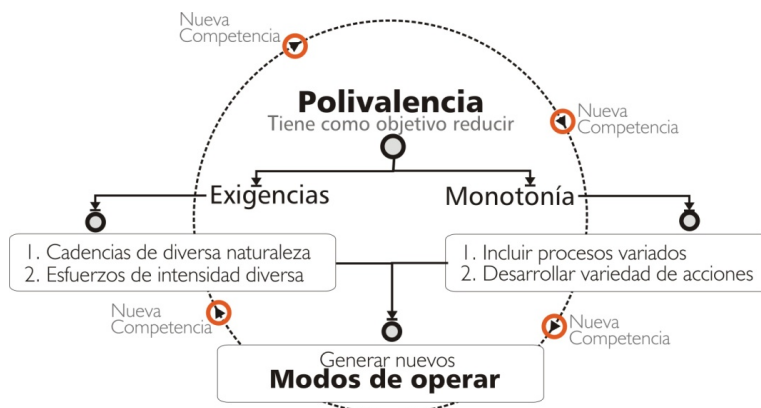 Nueva
Competencia
Polivalencia
Tiene como objetivo reducir
Nueva
Competencia
Exigencias
Monotonía
1. Cadencias de diversa naturaleza
2. Esfuerzos de intensidad diversa
1. Incluir procesos variados
2. Desarrollar variedad de acciones
Nueva
Competencia
Nueva
Competencia
Generar nuevos
Modos de operar